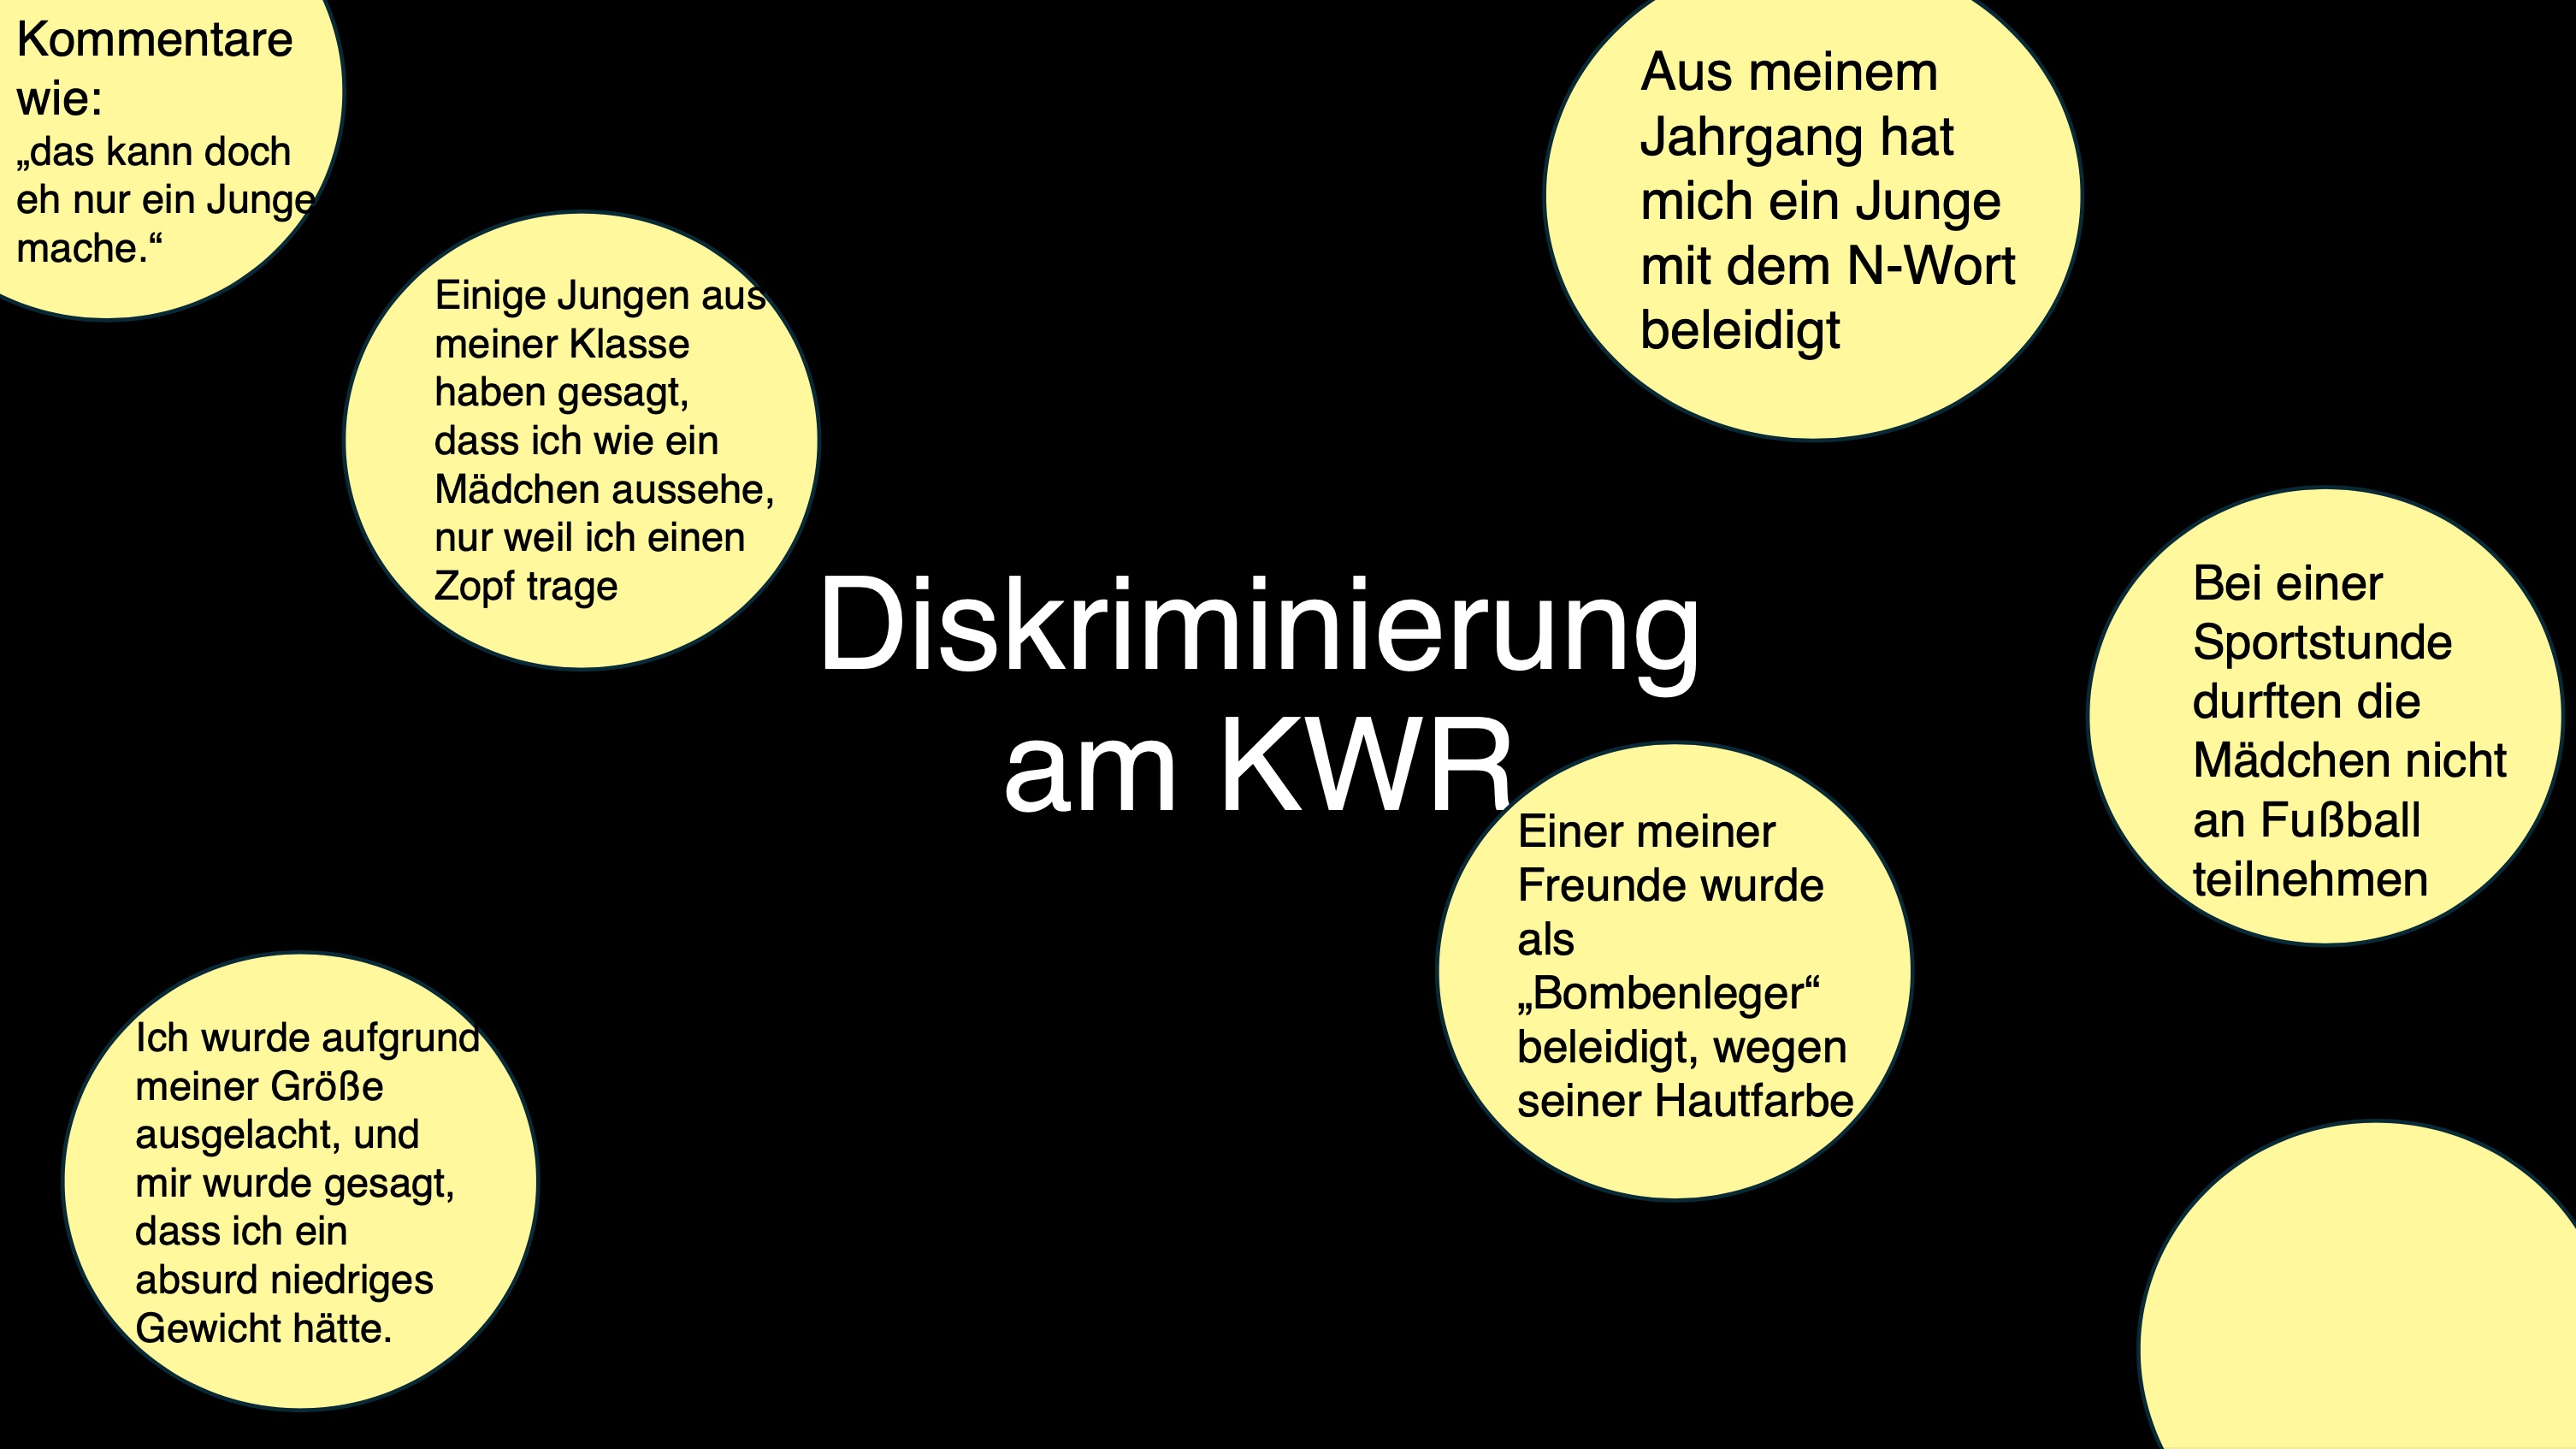 Kommentare
wie:
„das kann doch
eh nur ein Junge
mache.“
Einige Jungen aus
meiner Klasse
haben gesagt,
dass ich wie ein
Mädchen aussehe,
nur weil ich einen
Zopf trage
Aus meinem
Jahrgang hat
mich ein Junge
mit dem N-Wort
beleidigt
Diskriminierung
am KWR
Bei einer
Sportstunde
durften die
Mädchen nicht
an Fußball
teilnehmen
Einer meiner
Freunde wurde
als
„Bombenleger“
beleidigt, wegen
seiner Hautfarbe
Ich wurde aufgrund
meiner Größe
ausgelacht, und
mir wurde gesagt,
dass ich ein
absurd niedriges
Gewicht hätte.